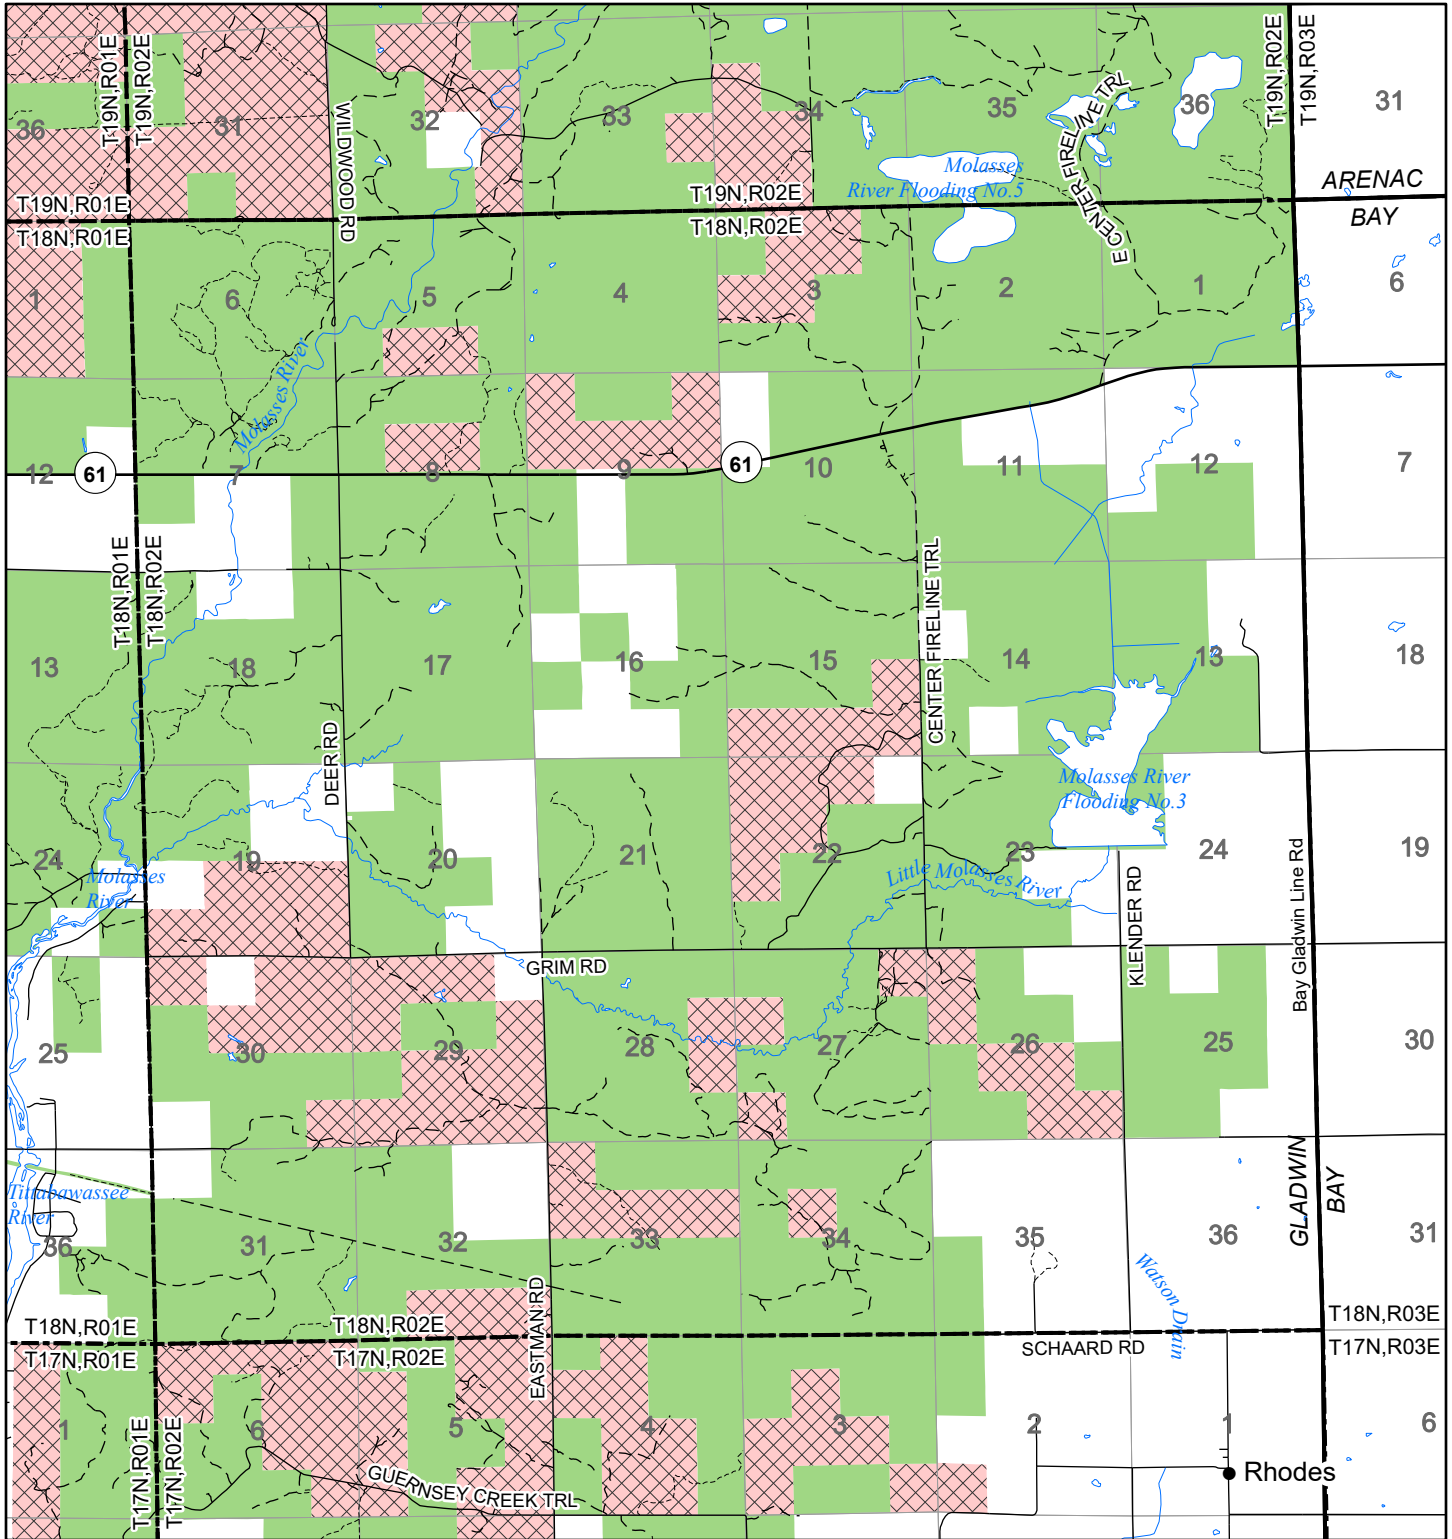 T19N,R01E
T19N,R02E
T19N,R02E
T19N,R03E
36
31
32
33
34
35
36
31
WILDWOOD RD
E CENTER FIRELINE TRL
Molasses
River Flooding No.5
ARENAC
BAY
T19N,R01E
T18N,R01E
T19N,R02E
T18N,R02E
1
6
5
4
3
2
1
6
Molasses River
12
61
7
8
9
61
10
11
12
7
T18N,R01E
T18N,R02E
CENTER FIRELINE TRL
13
18
17
16
15
14
13
18
DEER RD
Molasses River
Flooding No.3
24
19
20
21
22
23
24
19
Molasses
River
Little Molasses River
KLENDER RD
Bay Gladwin Line Rd
GRIM RD
25
30
29
28
27
26
25
30
Tittabawassee
River
GLADWIN
BAY
36
31
32
33
34
35
36
31
Watson Drain
EASTMAN RD
T18N,R01E
T17N,R01E
T18N,R02E
T17N,R02E
SCHAARD RD
T18N,R03E
T17N,R03E
1
6
5
4
3
2
1
6
T17N,R01E
T17N,R02E
GUERNSEY CREEK TRL
Rhodes